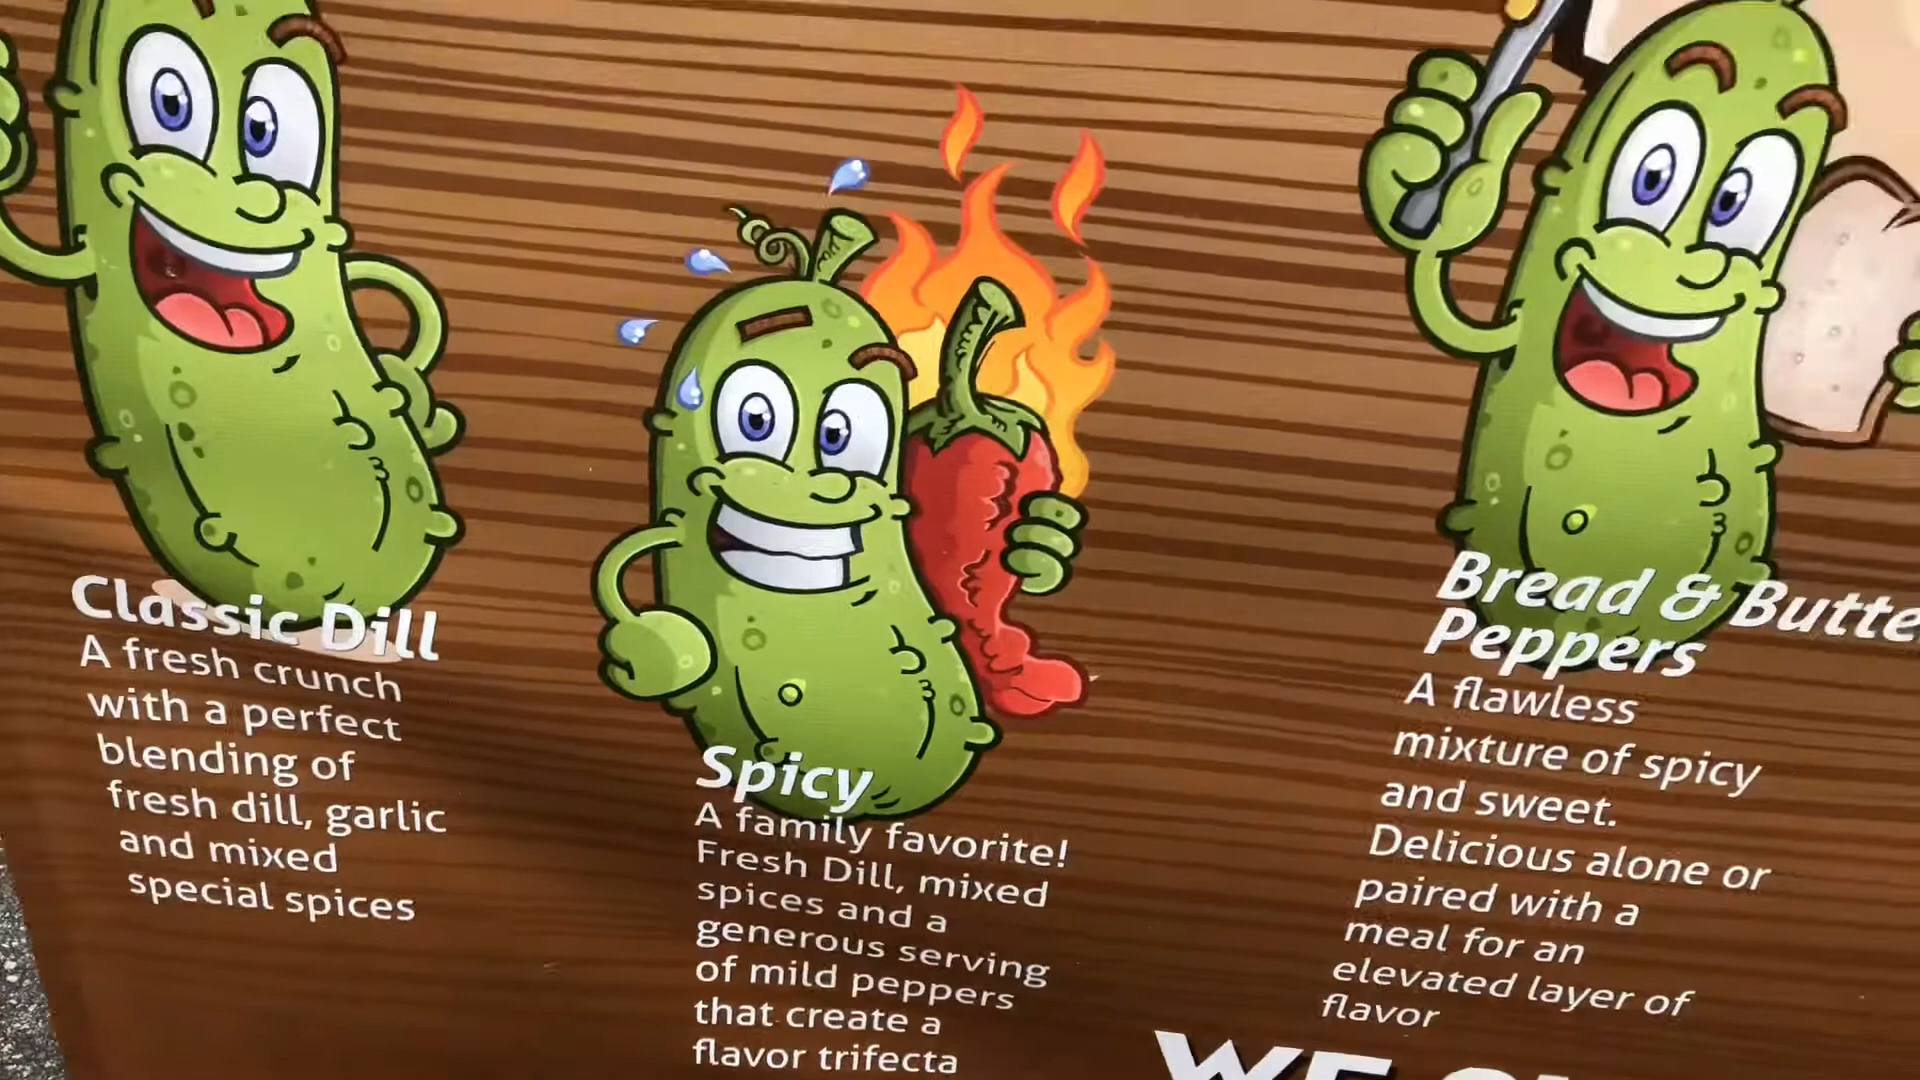 Classic Dill
A fresh crunch
with a perfect
blending of
fresh dill, garlic
and mixed
special spices
Spicy
A family favorite!
Fresh Dill, mixed
spices and a
generous serving
of mild peppers
that create a
flavor trifecta
Bread & Butte
Peppers
A flawless
mixture of spicy
and sweet.
Delicious alone or
paired with a
meal for an
elevated layer of
flavor
WE